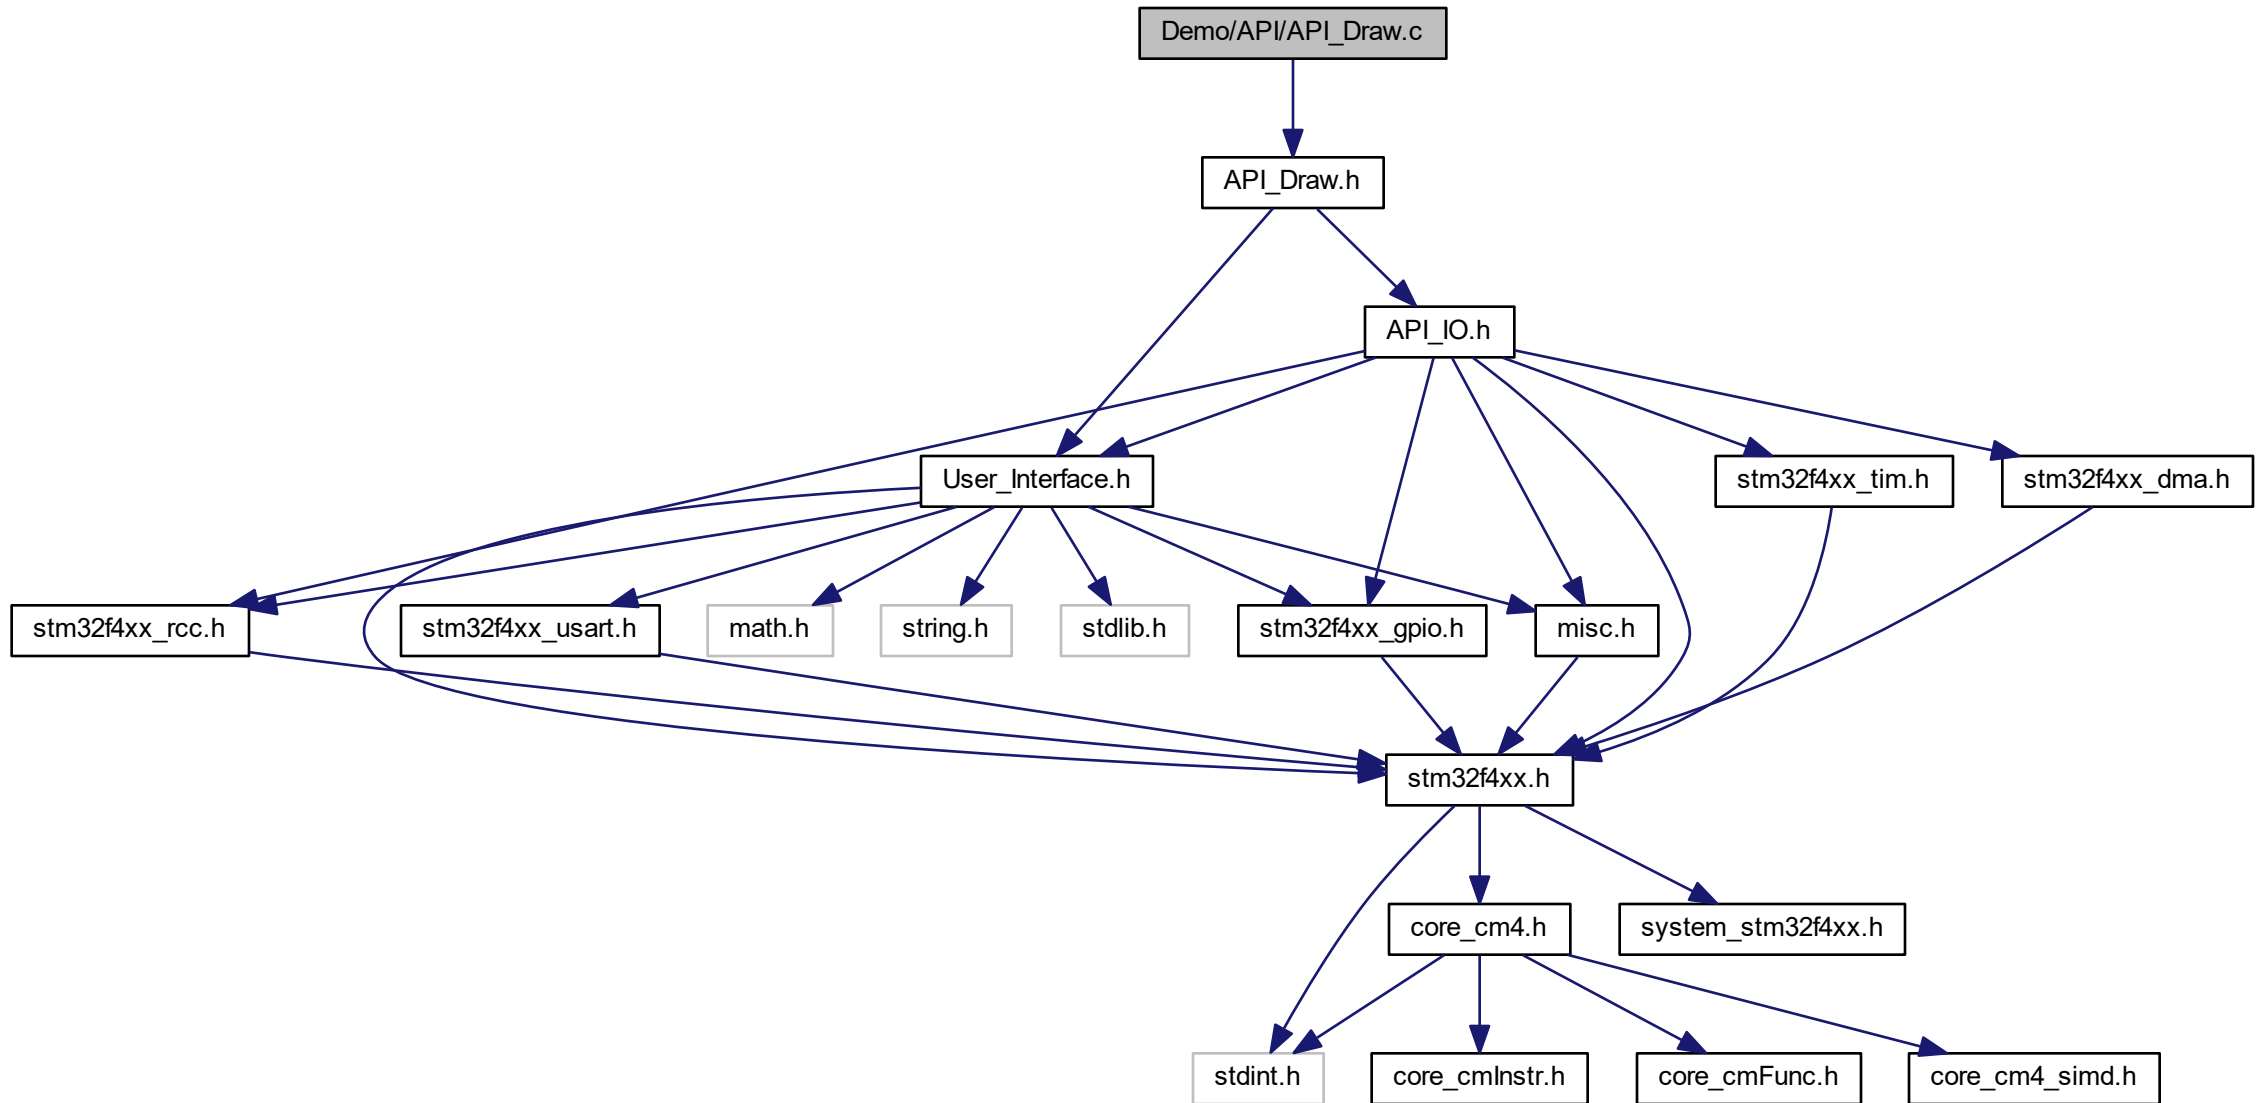 Demo/API/API_Draw.c
API_Draw.h
API_IO.h
User_Interface.h
stm32f4xx_tim.h
stm32f4xx_dma.h
stm32f4xx_rcc.h
stm32f4xx_usart.h
math.h
string.h
stdlib.h
stm32f4xx_gpio.h
misc.h
stm32f4xx.h
core_cm4.h
system_stm32f4xx.h
stdint.h
core_cmInstr.h
core_cmFunc.h
core_cm4_simd.h